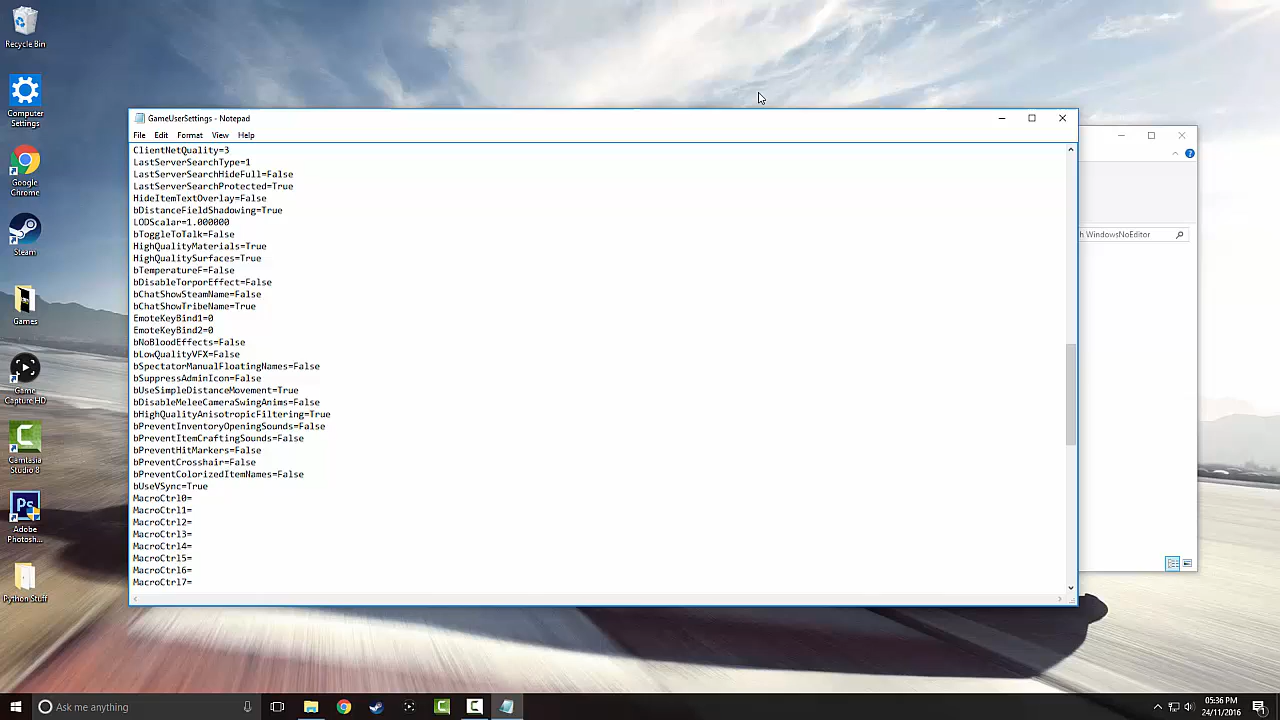 Recycle Bin
Computer
Settings
Google
Chrome
Steam
Games
Game
Capture HD
Camtasia
Studio 8
Adobe
Photosh...
Python Stuff
GameUserSettings - Notepad
File Edit Format View Help
ClientNetQuality=3
LastServerSearchType=1
LastServerSearchHideFull=False
LastServerSearchProtected=True
HideItemTextOverlay=False
bDistanceFieldShadowing=True
LODScalar=1.000000
bToggleToTalk=False
HighQualityMaterials=True
HighQualitySurfaces=True
bTemperatureF=False
bDisableTorporEffect=False
bChatShowSteamName=False
bChatShowTribeName=True
EmoteKeyBind1=0
EmoteKeyBind2=0
bNoBloodEffects=False
bLowQualityVFX=False
bSpectatorManualFloatingNames=False
bSuppressAdminIcon=False
bUseSimpleDistanceMovement=True
bDisableMeleeCameraSwingAnims=False
bHighQualityAnisotropicFiltering=True
bPreventInventoryOpeningSounds=False
bPreventItemCraftingSounds=False
bPreventHitMarkers=False
bPreventCrosshair=False
bPreventColorizedItemNames=False
bUseVSync=True
MacroCtrl0=
MacroCtrl1=
MacroCtrl2=
MacroCtrl3=
MacroCtrl4=
MacroCtrl5=
MacroCtrl6=
MacroCtrl7=
h WindowsNoEditor
Ask me anything
05:36 PM
24/11/2016